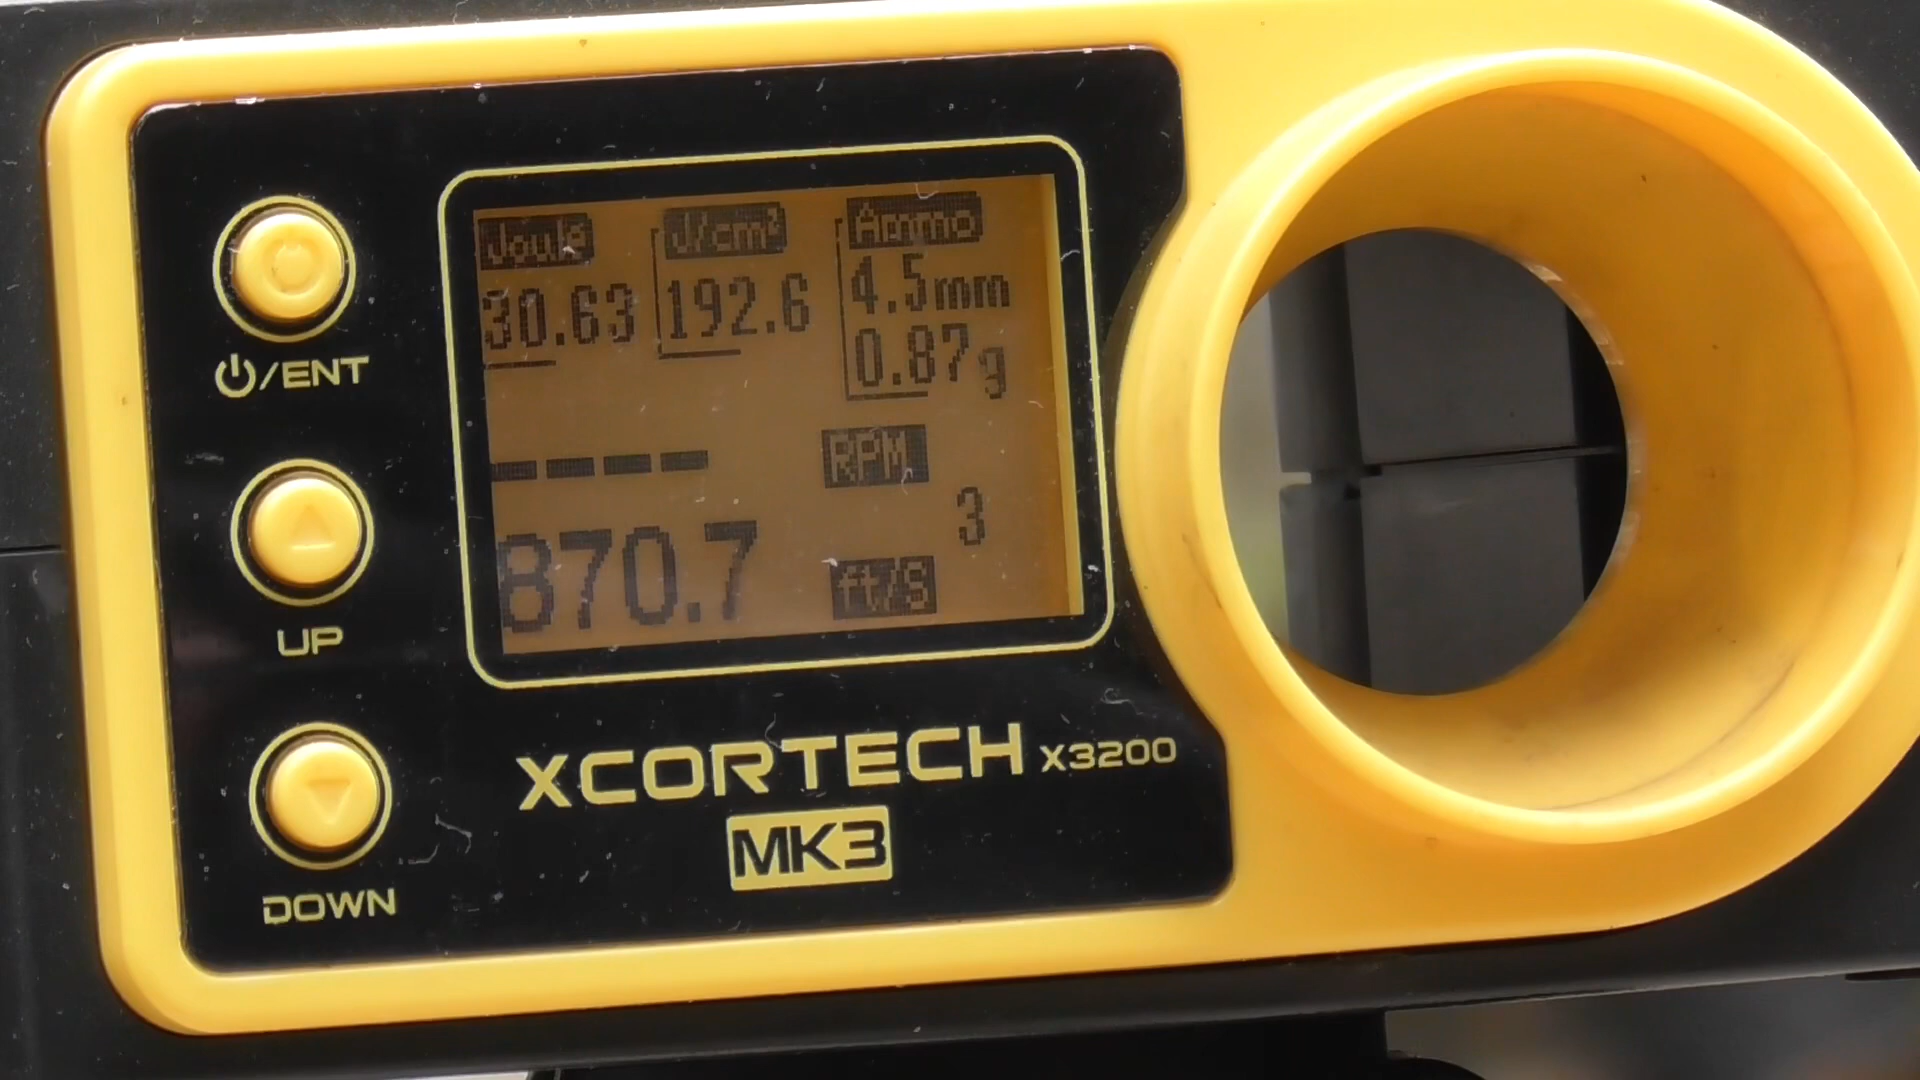 Joule J/cm² Ammo
30.63 192.6 4.5mm
0.87g
---- RPM
3
870.7 ft/S
/ENT
UP
DOWN
XCORTECH X3200
MK3